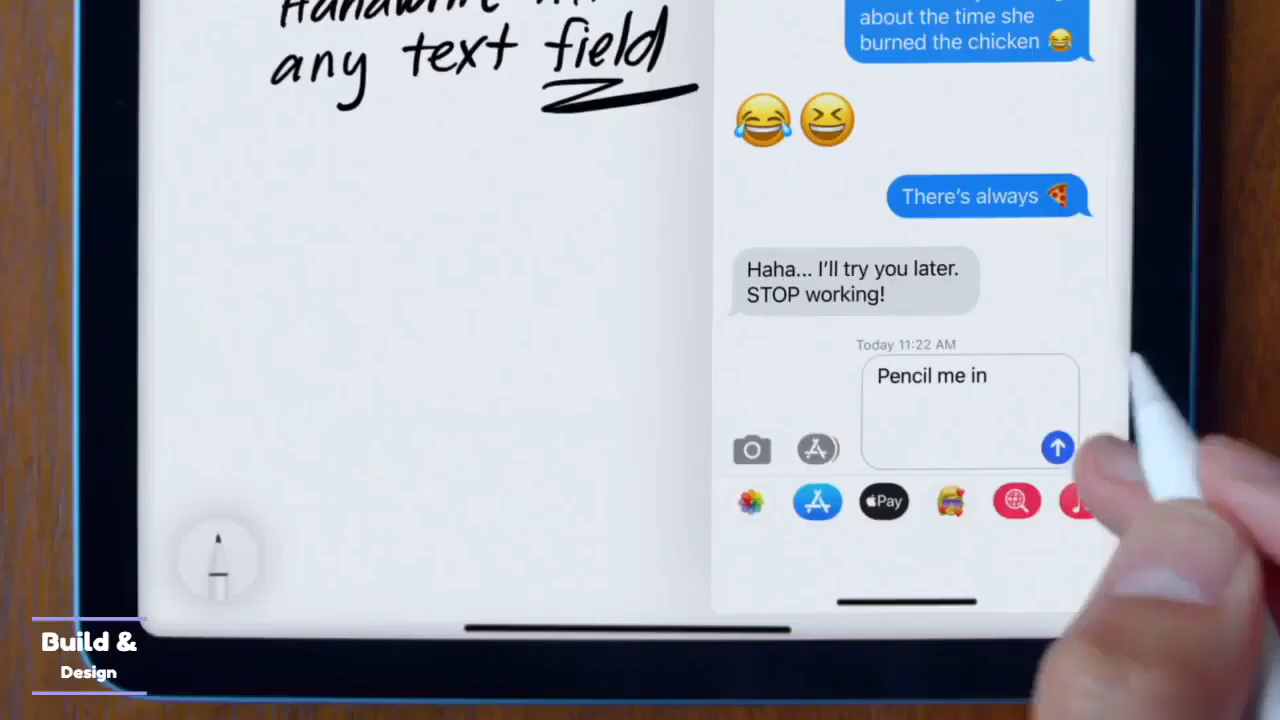 any text field
about the time she
burned the chicken 😂
😂😆
There's always 🍕
Haha... I'll try you later.
STOP working!
Today 11:22 AM
Pencil me in
Pay
Build &
Design